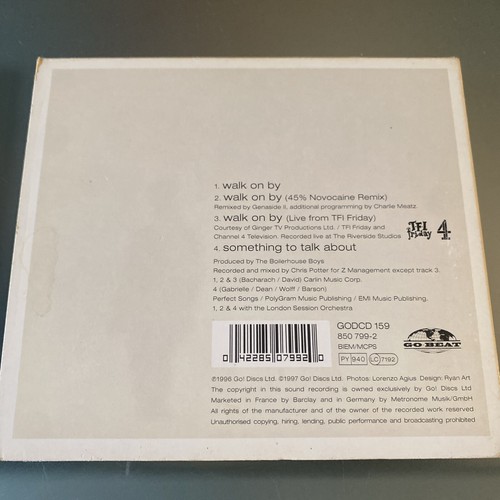 1. walk on by
2. walk on by (45% Novocaine Remix)
Remixed by Genaside II, additional programming by Charlie Meatz.
3. walk on by (Live from TFI Friday)
Courtesy of Ginger TV Productions Ltd. / TFI Friday and
Channel 4 Television. Recorded live at The Riverside Studios
TFI
friday 4
4. something to talk about
Produced by The Boilerhouse Boys
Recorded and mixed by Chris Potter for Z Management except track 3.
1, 2 & 3 (Bacharach / David) Carlin Music Corp.
4 (Gabrielle / Dean / Wolff / Barson)
Perfect Songs / PolyGram Music Publishing / EMI Music Publishing.
1, 2 & 4 with the London Session Orchestra
GODCD 159
850 799-2
BIEM/MCPS
PY 940 LC 7192
0 42285 07992 0
GO BEAT
℗1996 Go! Discs Ltd. ©1997 Go! Discs Ltd. Photos: Lorenzo Agius. Design: Ryan Art
The copyright in this sound recording is owned exclusively by Go! Discs Ltd
Marketed in France by Barclay and in Germany by Metronome Musik/GmbH
All rights of the manufacturer and of the owner of the recorded work reserved
Unauthorised copying, hiring, lending, public performance and broadcasting prohibited